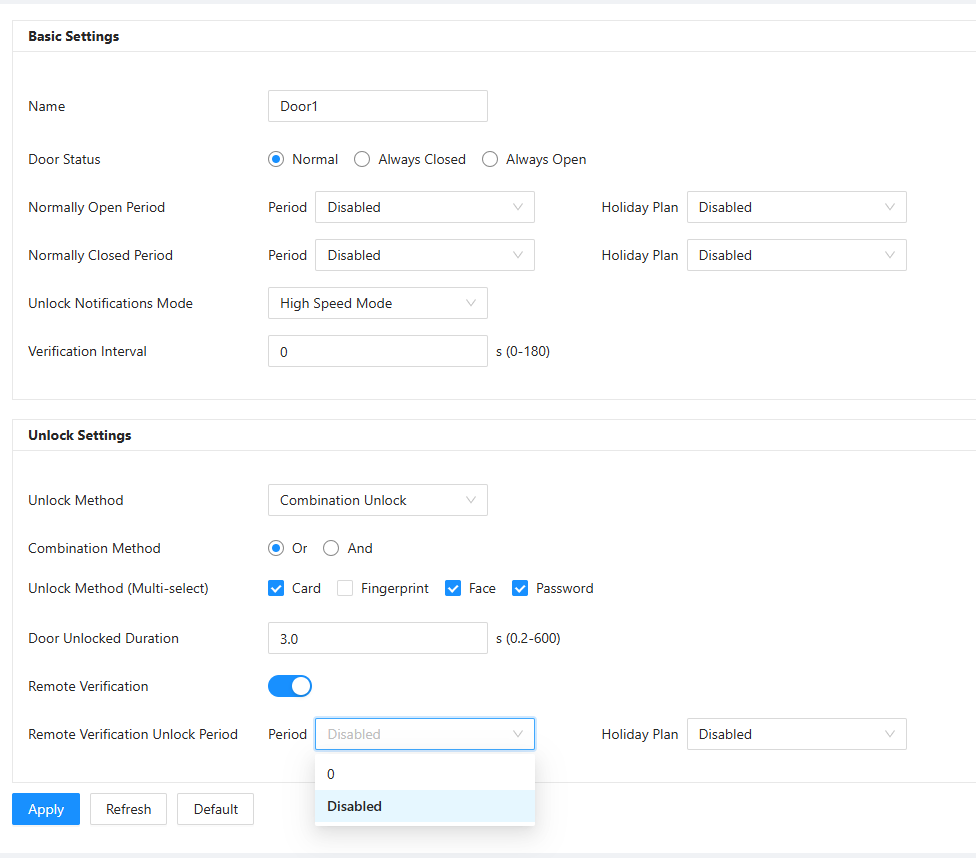 Basic Settings
Name Door1
Door Status Normal Always Closed Always Open
Normally Open Period Period Disabled Holiday Plan Disabled
Normally Closed Period Period Disabled Holiday Plan Disabled
Unlock Notifications Mode High Speed Mode
Verification Interval 0 s (0-180)
Unlock Settings
Unlock Method Combination Unlock
Combination Method Or And
Unlock Method (Multi-select) Card Fingerprint Face Password
Door Unlocked Duration 3.0 s (0.2-600)
Remote Verification
Remote Verification Unlock Period Period Disabled Holiday Plan Disabled
0
Disabled
Apply Refresh Default